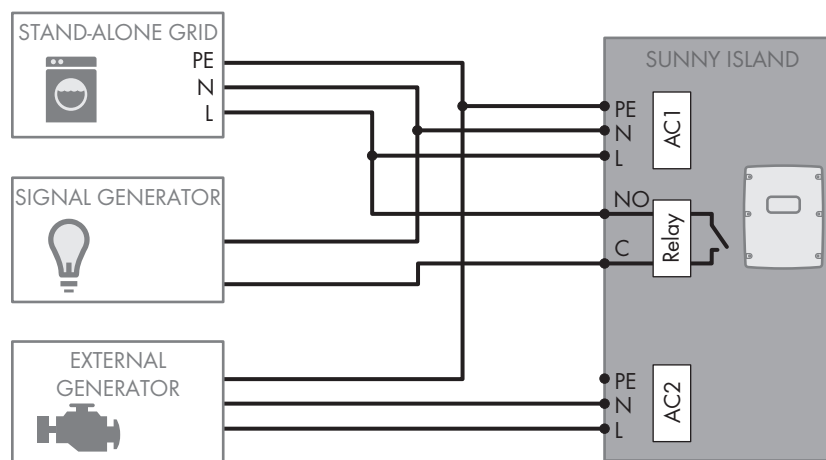 STAND-ALONE GRID
PE
N
L
SIGNAL GENERATOR
EXTERNAL
GENERATOR
SUNNY ISLAND
PE
N
L
AC1
NO
C
Relay
PE
N
L
AC2